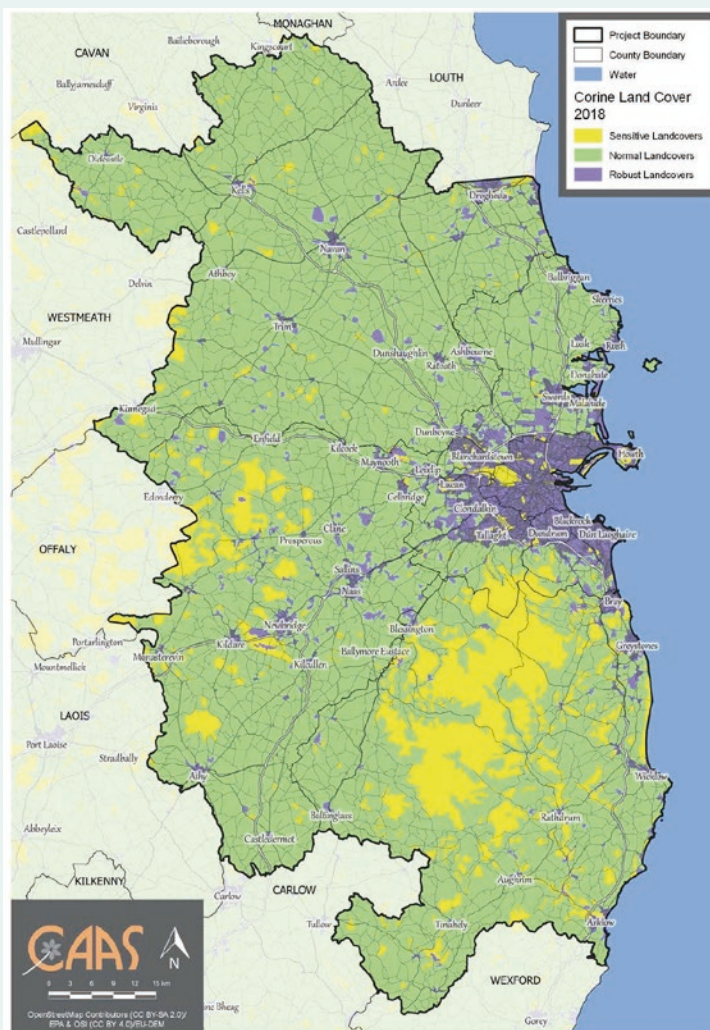 MONAGHAN
CAVAN
Bailieborough
Kingscourt
LOUTH
Ardee
Ballyjamesduff
Virginia
Dunleer
Oldcastle
Kells
Drogheda
Navan
Castlepollard
Delvin
Athboy
Balbriggan
Skerries
WESTMEATH
Mullingar
Trim
Lusk
Rush
Dunshaughlin
Ashbourne
Ratoath
Donabate
Swords
Malahide
Kinnegad
Enfield
Dunboyne
Kilcock
Maynooth
Blanchardstown
Howth
Leixlip
Lucan
Edenderry
Celbridge
Clondalkin
Clane
Prosperous
Blackrock
Tallaght
Dundrum
Dún Laoghaire
OFFALY
Sallins
Naas
Bray
Newbridge
Blessington
Greystones
Portarlington
Monasterevin
Kildare
Ballymore Eustace
Mountmellick
Kilcullen
LAOIS
Port Laoise
Stradbally
Athy
Wicklow
Baltinglass
Rathdrum
Abbeyleix
Castledermot
KILKENNY
CARLOW
Carlow
Aughrim
Tullow
Tinahely
Arklow
WEXFORD
Gorey
Project Boundary
County Boundary
Water
Corine Land Cover
2018
Sensitive Landcovers
Normal Landcovers
Robust Landcovers
CAAS
N
0 3 6 9 12 15 km
OpenStreetMap Contributors (CC BY-SA 2.0)/
EPA & OSI (CC BY 4.0)/EU-DEM